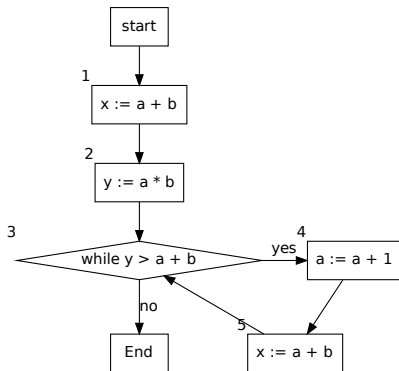 start
1
x := a + b
2
y := a * b
3
while y > a + b
yes
4
a := a + 1
no
5
End
x := a + b